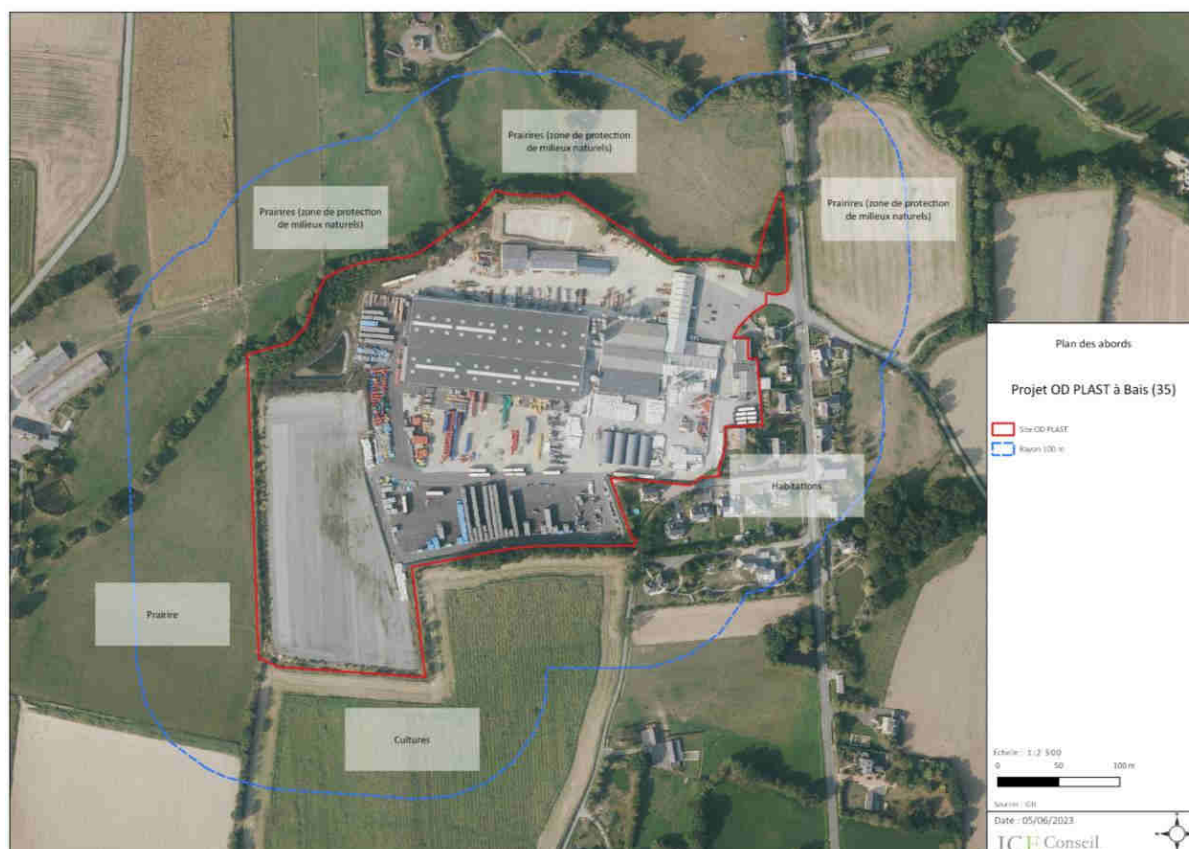 Prairires (zone de protection
de milieux naturels)
Prairires (zone de protection
de milieux naturels)
Prairires (zone de protection
de milieux naturels)
Habitations
Prairire
Cultures
Plan des abords
Projet OD PLAST à Bais (35)
Site OD PLAST
Rayon 100 m
Echelle : 1:2 500
0 50 100 m
Source :
Date : 05/06/2023
Conseil